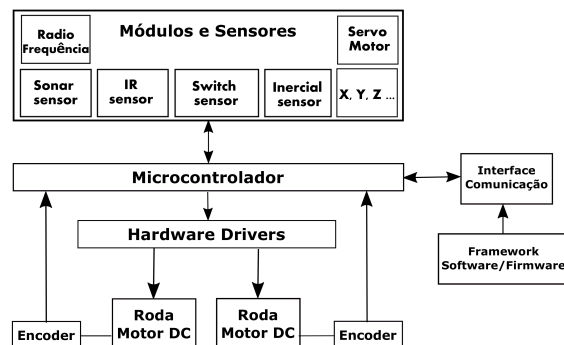 Radio
Frequência
Módulos e Sensores
Servo
Motor
Sonar
sensor
IR
sensor
Switch
sensor
Inercial
sensor
X, Y, Z ...
Microcontrolador
Interface
Comunicação
Hardware Drivers
Framework
Software/Firmware
Roda
Motor DC
Roda
Motor DC
Encoder
Encoder